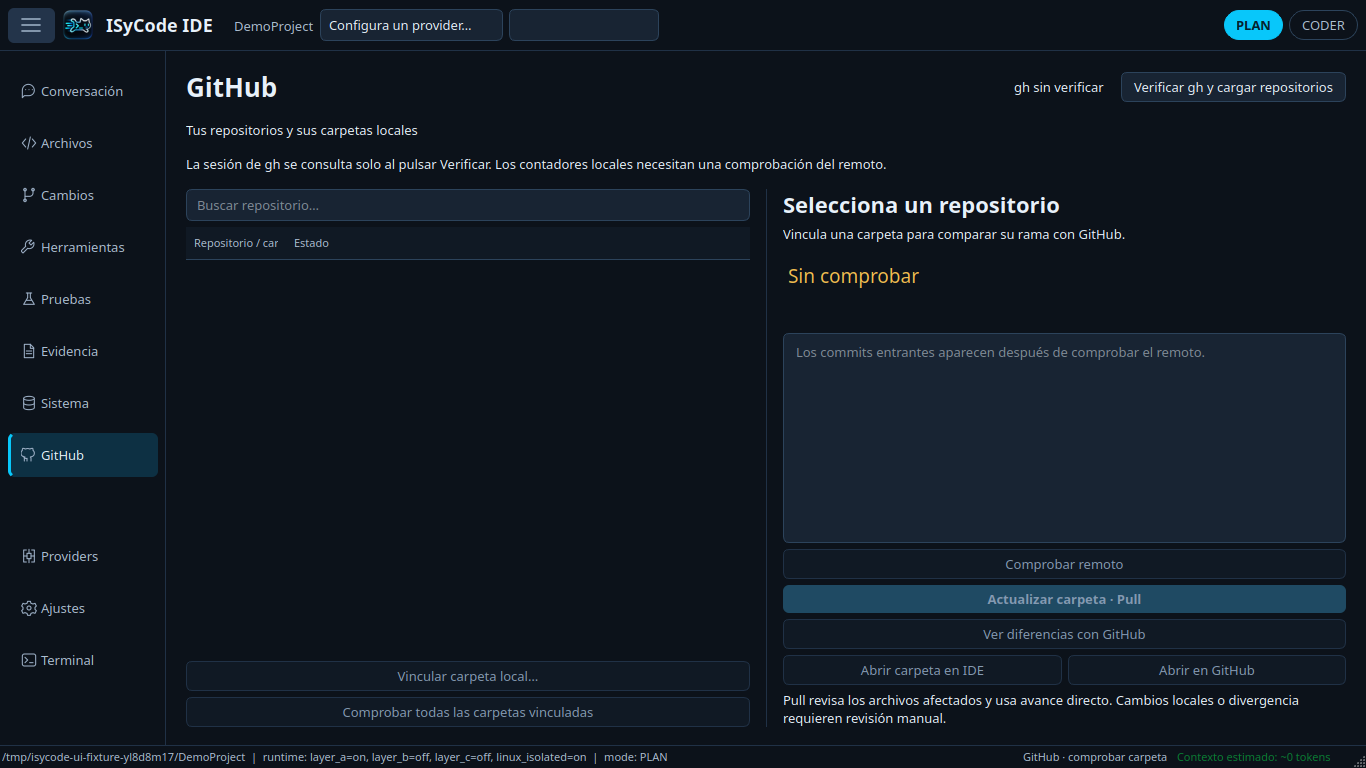 ISyCode IDE
DemoProject
Configura un provider...
PLAN
CODER
Conversación
Archivos
Cambios
Herramientas
Pruebas
Evidencia
Sistema
GitHub
Providers
Ajustes
Terminal
GitHub
gh sin verificar
Verificar gh y cargar repositorios
Tus repositorios y sus carpetas locales
La sesión de gh se consulta solo al pulsar Verificar. Los contadores locales necesitan una comprobación del remoto.
Buscar repositorio...
Repositorio / car
Estado
Vincular carpeta local...
Comprobar todas las carpetas vinculadas
Selecciona un repositorio
Vincula una carpeta para comparar su rama con GitHub.
Sin comprobar
Los commits entrantes aparecen después de comprobar el remoto.
Comprobar remoto
Actualizar carpeta · Pull
Ver diferencias con GitHub
Abrir carpeta en IDE
Abrir en GitHub
Pull revisa los archivos afectados y usa avance directo. Cambios locales o divergencia
requieren revisión manual.
/tmp/isycode-ui-fixture-yl8d8m17/DemoProject | runtime: layer_a=on, layer_b=off, layer_c=off, linux_isolated=on | mode: PLAN
GitHub · comprobar carpeta
Contexto estimado: ~0 tokens